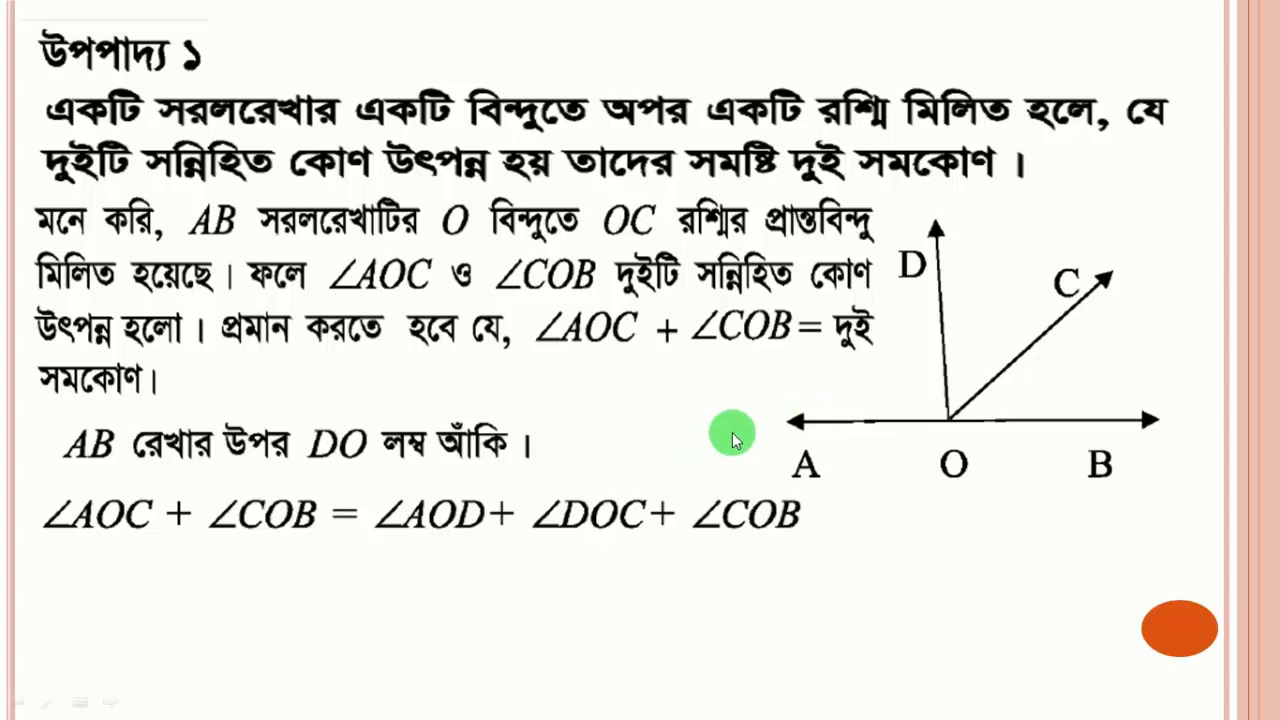 উপপাদ্য ১
একটি সরলরেখার একটি বিন্দুতে অপর একটি রশ্মি মিলিত হলে, যে
দুইটি সন্নিহিত কোণ উৎপন্ন হয় তাদের সমষ্টি দুই সমকোণ ।
মনে করি, AB সরলরেখাটির O বিন্দুতে OC রশ্মির প্রান্তবিন্দু
মিলিত হয়েছে। ফলে ∠AOC ও ∠COB দুইটি সন্নিহিত কোণ
উৎপন্ন হলো । প্রমান করতে হবে যে, ∠AOC + ∠COB = দুই
সমকোণ।
AB রেখার উপর DO লম্ব আঁকি ।
∠AOC + ∠COB = ∠AOD+ ∠DOC+ ∠COB
D
C
A O B